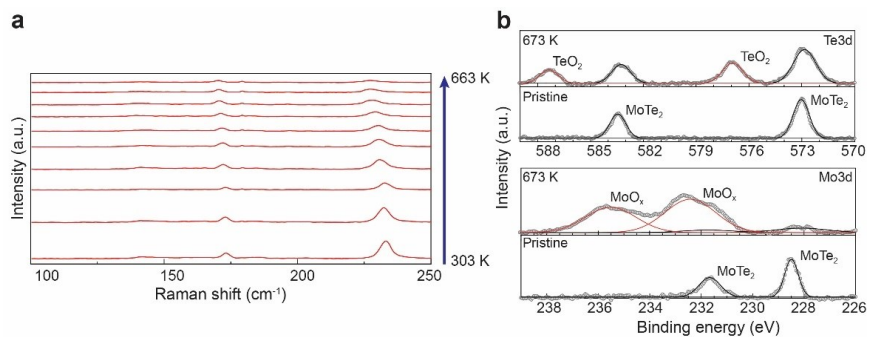 a
Intensity (a.u.)
663 K
303 K
100 150 200 250
Raman shift (cm⁻¹)
b
Intensity (a.u.)
673 K Te3d
TeO₂ TeO₂
Pristine
MoTe₂ MoTe₂
588 585 582 579 576 573 570
673 K Mo3d
MoOₓ MoOₓ
Pristine
MoTe₂ MoTe₂
238 236 234 232 230 228 226
Binding energy (eV)